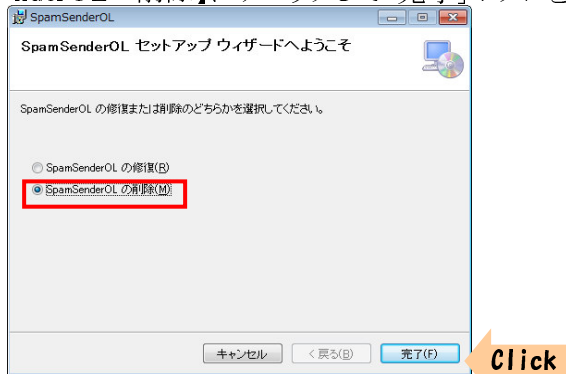 SpamSenderOL
SpamSenderOL セットアップ ウィザードへようこそ
SpamSenderOL の修復または削除のどちらかを選択してください。
SpamSenderOL の修復(R)
SpamSenderOL の削除(M)
キャンセル
< 戻る(B)
完了(F)
Click